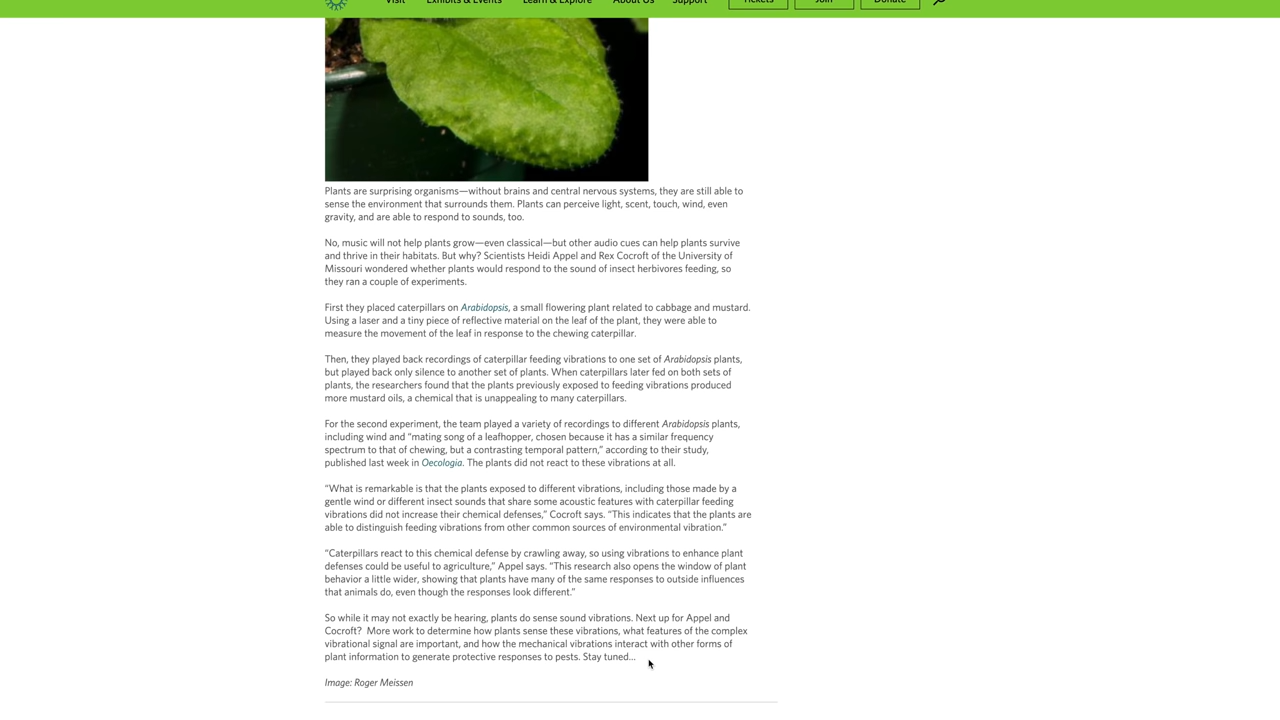 Visit Exhibits & Events Learn & Explore About Us Support Tickets Join Donate
Plants are surprising organisms—without brains and central nervous systems, they are still able to
sense the environment that surrounds them. Plants can perceive light, scent, touch, wind, even
gravity, and are able to respond to sounds, too.
No, music will not help plants grow—even classical—but other audio cues can help plants survive
and thrive in their habitats. But why? Scientists Heidi Appel and Rex Cocroft of the University of
Missouri wondered whether plants would respond to the sound of insect herbivores feeding, so
they ran a couple of experiments.
First they placed caterpillars on Arabidopsis, a small flowering plant related to cabbage and mustard.
Using a laser and a tiny piece of reflective material on the leaf of the plant, they were able to
measure the movement of the leaf in response to the chewing caterpillar.
Then, they played back recordings of caterpillar feeding vibrations to one set of Arabidopsis plants,
but played back only silence to another set of plants. When caterpillars later fed on both sets of
plants, the researchers found that the plants previously exposed to feeding vibrations produced
more mustard oils, a chemical that is unappealing to many caterpillars.
For the second experiment, the team played a variety of recordings to different Arabidopsis plants,
including wind and “mating song of a leafhopper, chosen because it has a similar frequency
spectrum to that of chewing, but a contrasting temporal pattern,” according to their study,
published last week in Oecologia. The plants did not react to these vibrations at all.
“What is remarkable is that the plants exposed to different vibrations, including those made by a
gentle wind or different insect sounds that share some acoustic features with caterpillar feeding
vibrations did not increase their chemical defenses,” Cocroft says. “This indicates that the plants are
able to distinguish feeding vibrations from other common sources of environmental vibration.”
“Caterpillars react to this chemical defense by crawling away, so using vibrations to enhance plant
defenses could be useful to agriculture,” Appel says. “This research also opens the window of plant
behavior a little wider, showing that plants have many of the same responses to outside influences
that animals do, even though the responses look different.”
So while it may not exactly be hearing, plants do sense sound vibrations. Next up for Appel and
Cocroft? More work to determine how plants sense these vibrations, what features of the complex
vibrational signal are important, and how the mechanical vibrations interact with other forms of
plant information to generate protective responses to pests. Stay tuned…
Image: Roger Meissen